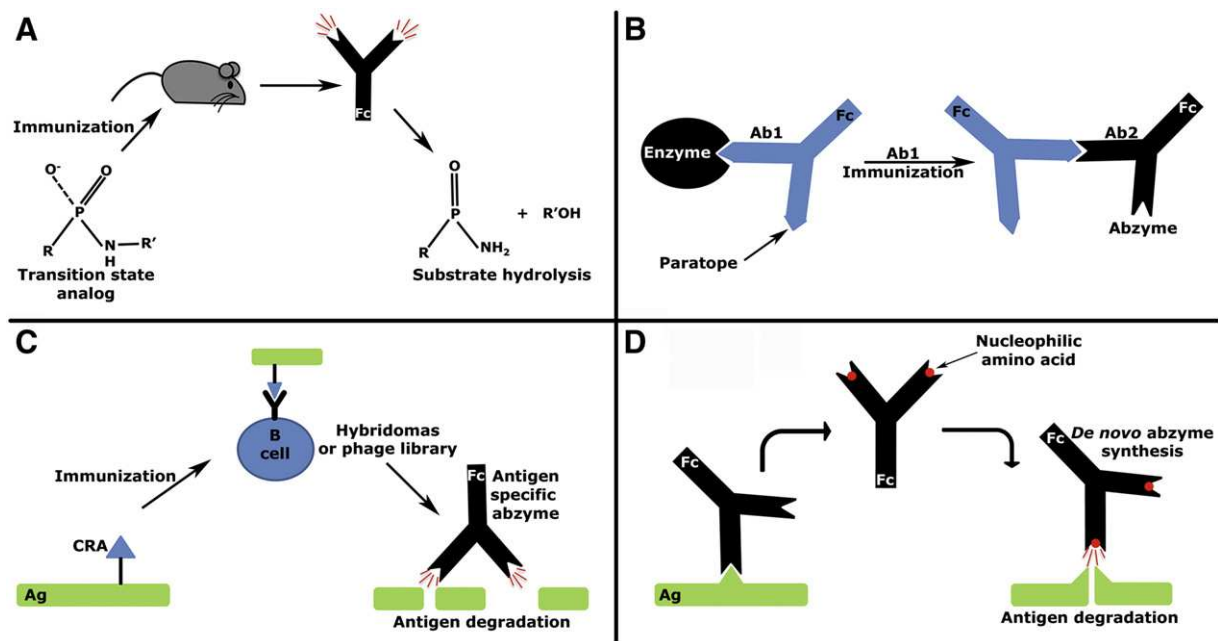 A
Immunization
Fc
O-
O
P
R
N
H
R'
Transition state
analog
O
P
R
NH2
+ R'OH
Substrate hydrolysis
B
Enzyme
Ab1
Fc
Paratope
Ab1
Immunization
Fc
Ab2
Fc
Abzyme
C
Ag
CRA
Immunization
B
cell
Hybridomas
or phage library
Fc
Antigen
specific
abzyme
Antigen degradation
D
Fc
Ag
Nucleophilic
amino acid
Fc
De novo abzyme
synthesis
Fc
Antigen degradation